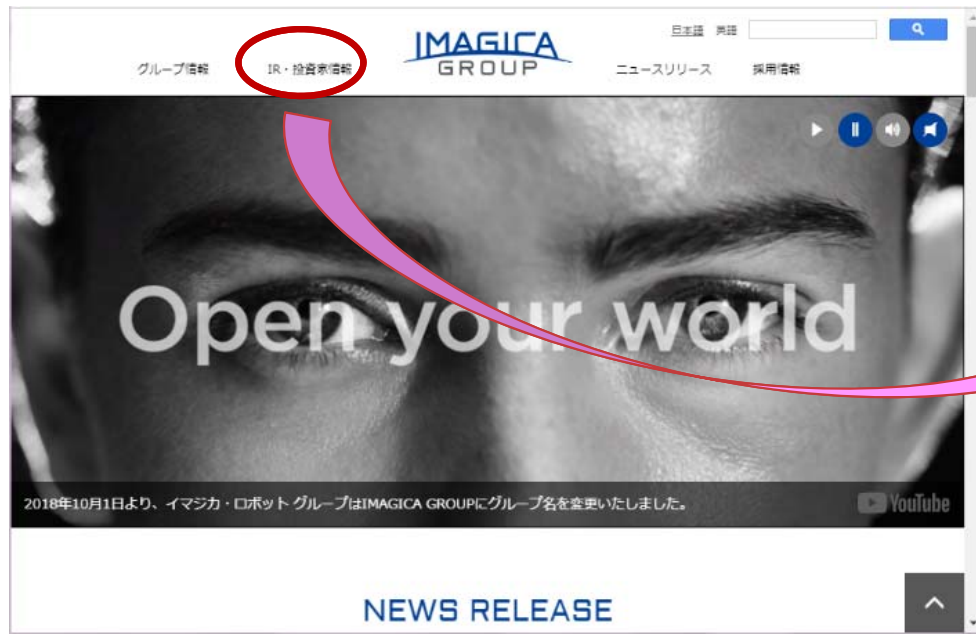 日本語 英語
IMAGICA
GROUP
グループ情報 IR・投資家情報 ニュースリリース 採用情報
Open your world
2018年10月1日より、イマジカ・ロボット グループはIMAGICA GROUPにグループ名を変更いたしました。
YouTube
NEWS RELEASE